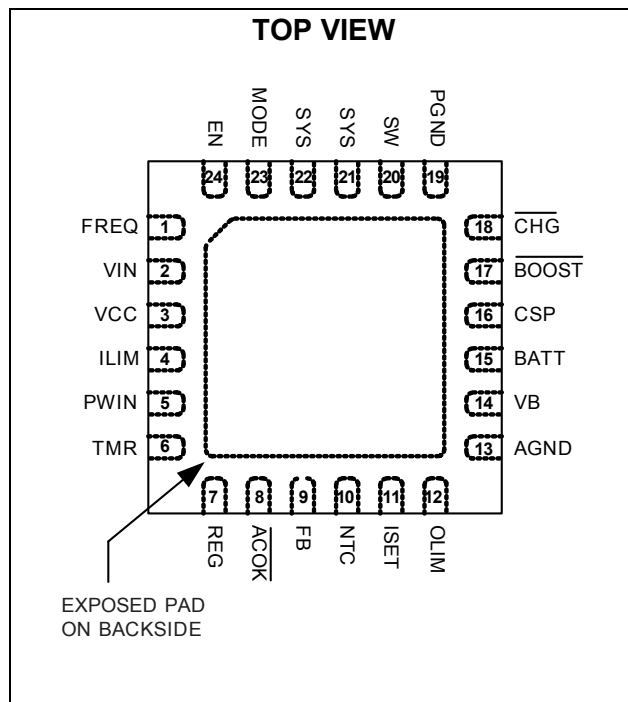 TOP VIEW
EN MODE SYS SYS SW PGND
24 23 22 21 20 19
FREQ 1
VIN 2
VCC 3
ILIM 4
PWIN 5
TMR 6
18 CHG
17 BOOST
16 CSP
15 BATT
14 VB
13 AGND
7 8 9 10 11 12
REG ACOK FB NTC ISET OLIM
EXPOSED PAD
ON BACKSIDE